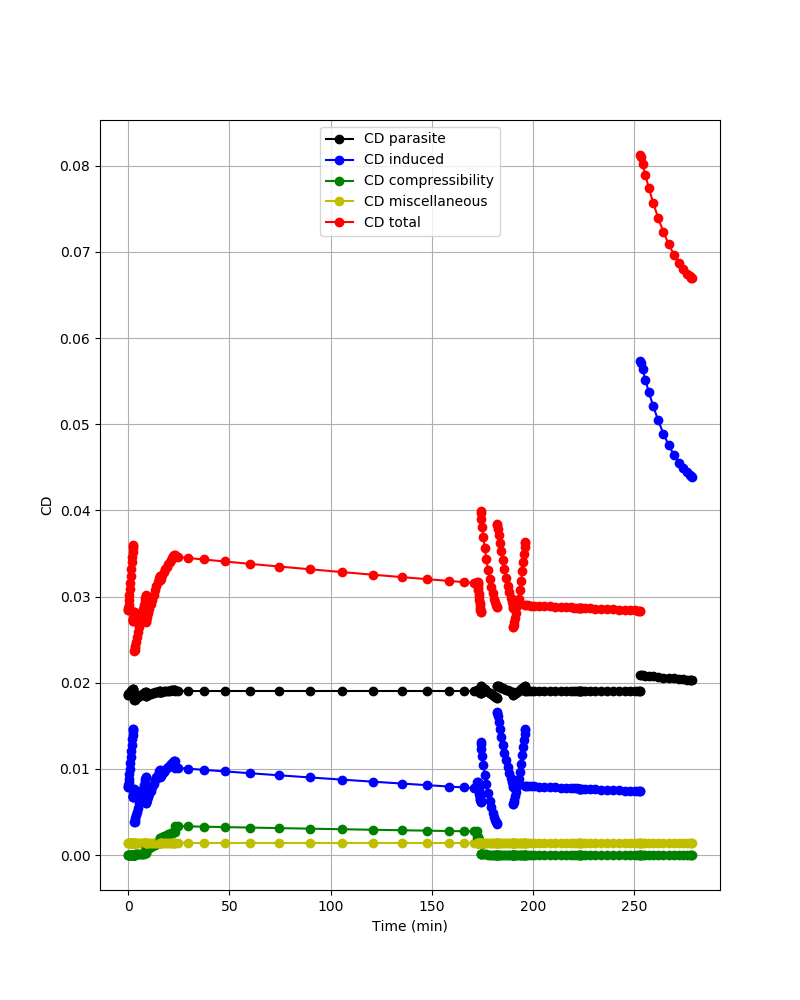 CD parasite
CD induced
CD compressibility
CD miscellaneous
CD total
0.08
0.07
0.06
0.05
0.04
0.03
0.02
0.01
0.00
CD
0 50 100 150 200 250
Time (min)